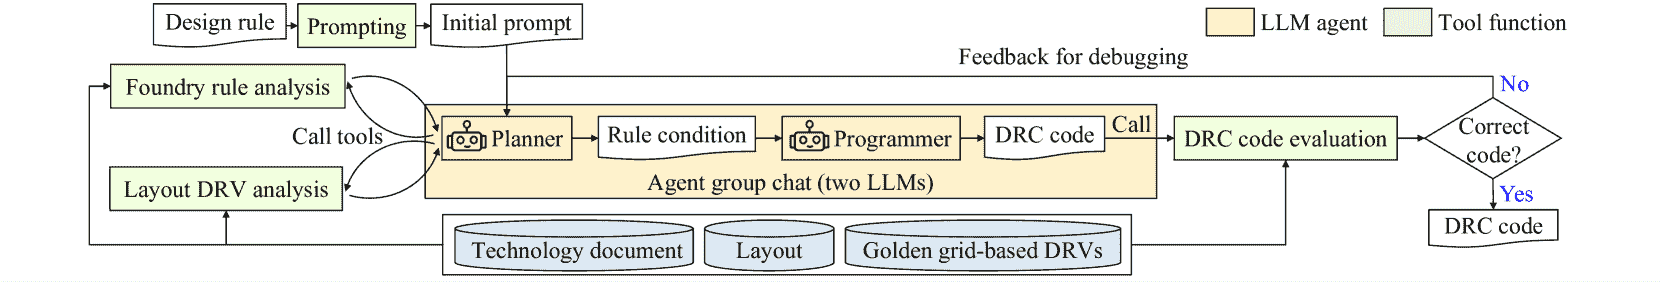 Design rule
Prompting
Initial prompt
LLM agent
Tool function
Feedback for debugging
Foundry rule analysis
No
Call tools
Planner
Rule condition
Programmer
DRC code
Call
DRC code evaluation
Correct
code?
Layout DRV analysis
Agent group chat (two LLMs)
Yes
Technology document
Layout
Golden grid-based DRVs
DRC code